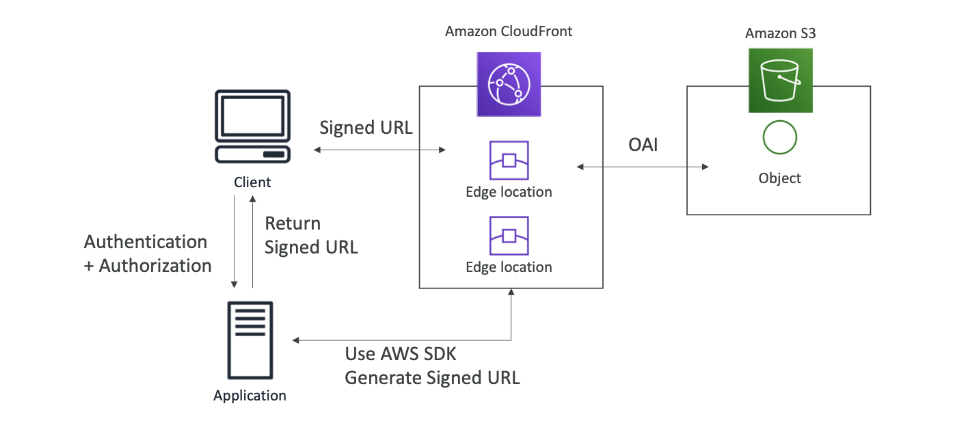 Amazon CloudFront
Amazon S3
Signed URL
OAI
Client
Edge location
Object
Return
Signed URL
Authentication
+ Authorization
Edge location
Use AWS SDK
Generate Signed URL
Application